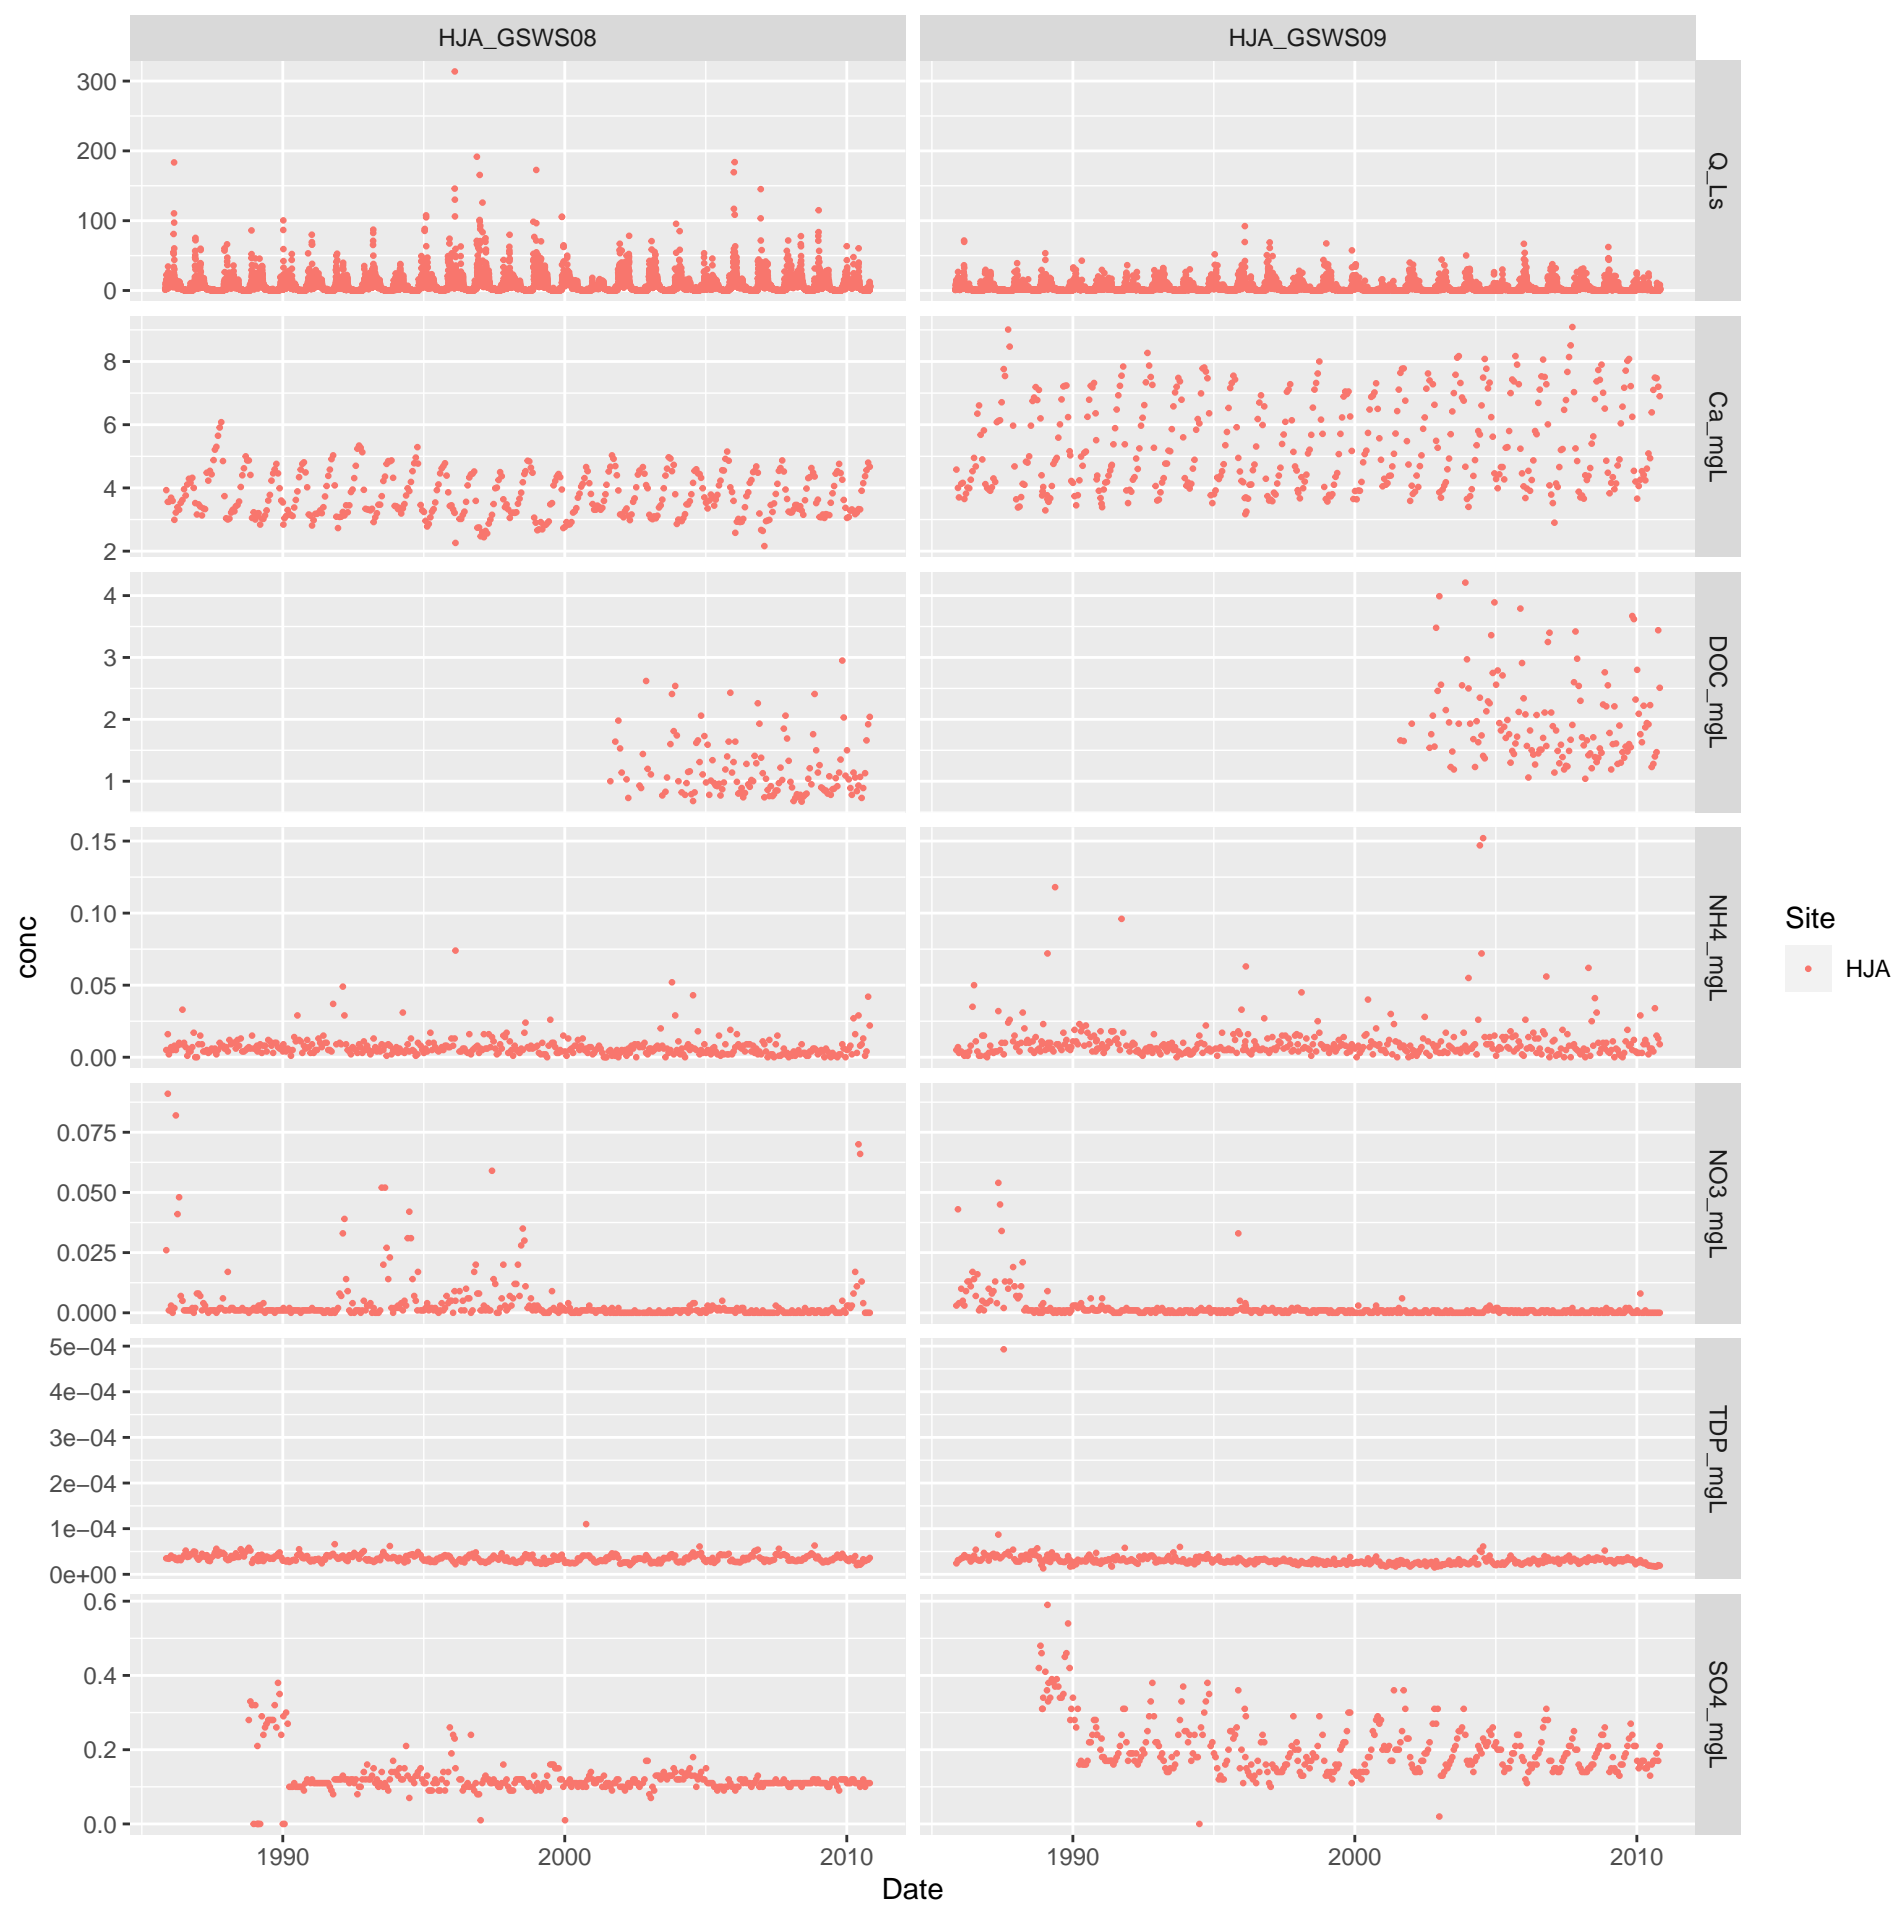 HJA_GSWS08 HJA_GSWS09
300
200
100
0
Q_Ls
8
6
4
2
Ca_mgL
4
3
2
1
DOC_mgL
0.15
0.10
0.05
0.00
NH4_mgL
0.075
0.050
0.025
0.000
NO3_mgL
5e−04
4e−04
3e−04
2e−04
1e−04
0e+00
TDP_mgL
0.6
0.4
0.2
0.0
SO4_mgL
conc
1990 2000 2010 1990 2000 2010
Date
Site
HJA